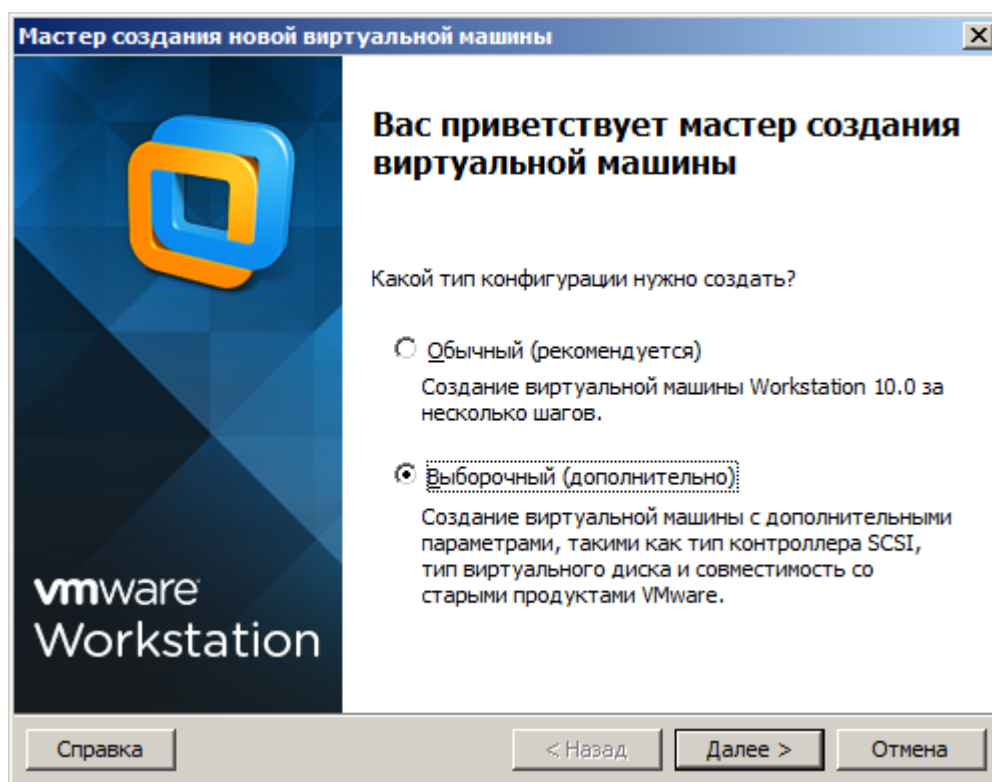 Мастер создания новой виртуальной машины
Вас приветствует мастер создания
виртуальной машины
Какой тип конфигурации нужно создать?
Обычный (рекомендуется)
Создание виртуальной машины Workstation 10.0 за
несколько шагов.
Выборочный (дополнительно)
Создание виртуальной машины с дополнительными
параметрами, такими как тип контроллера SCSI,
тип виртуального диска и совместимость со
старыми продуктами VMware.
vmware
Workstation
Справка
< Назад
Далее >
Отмена